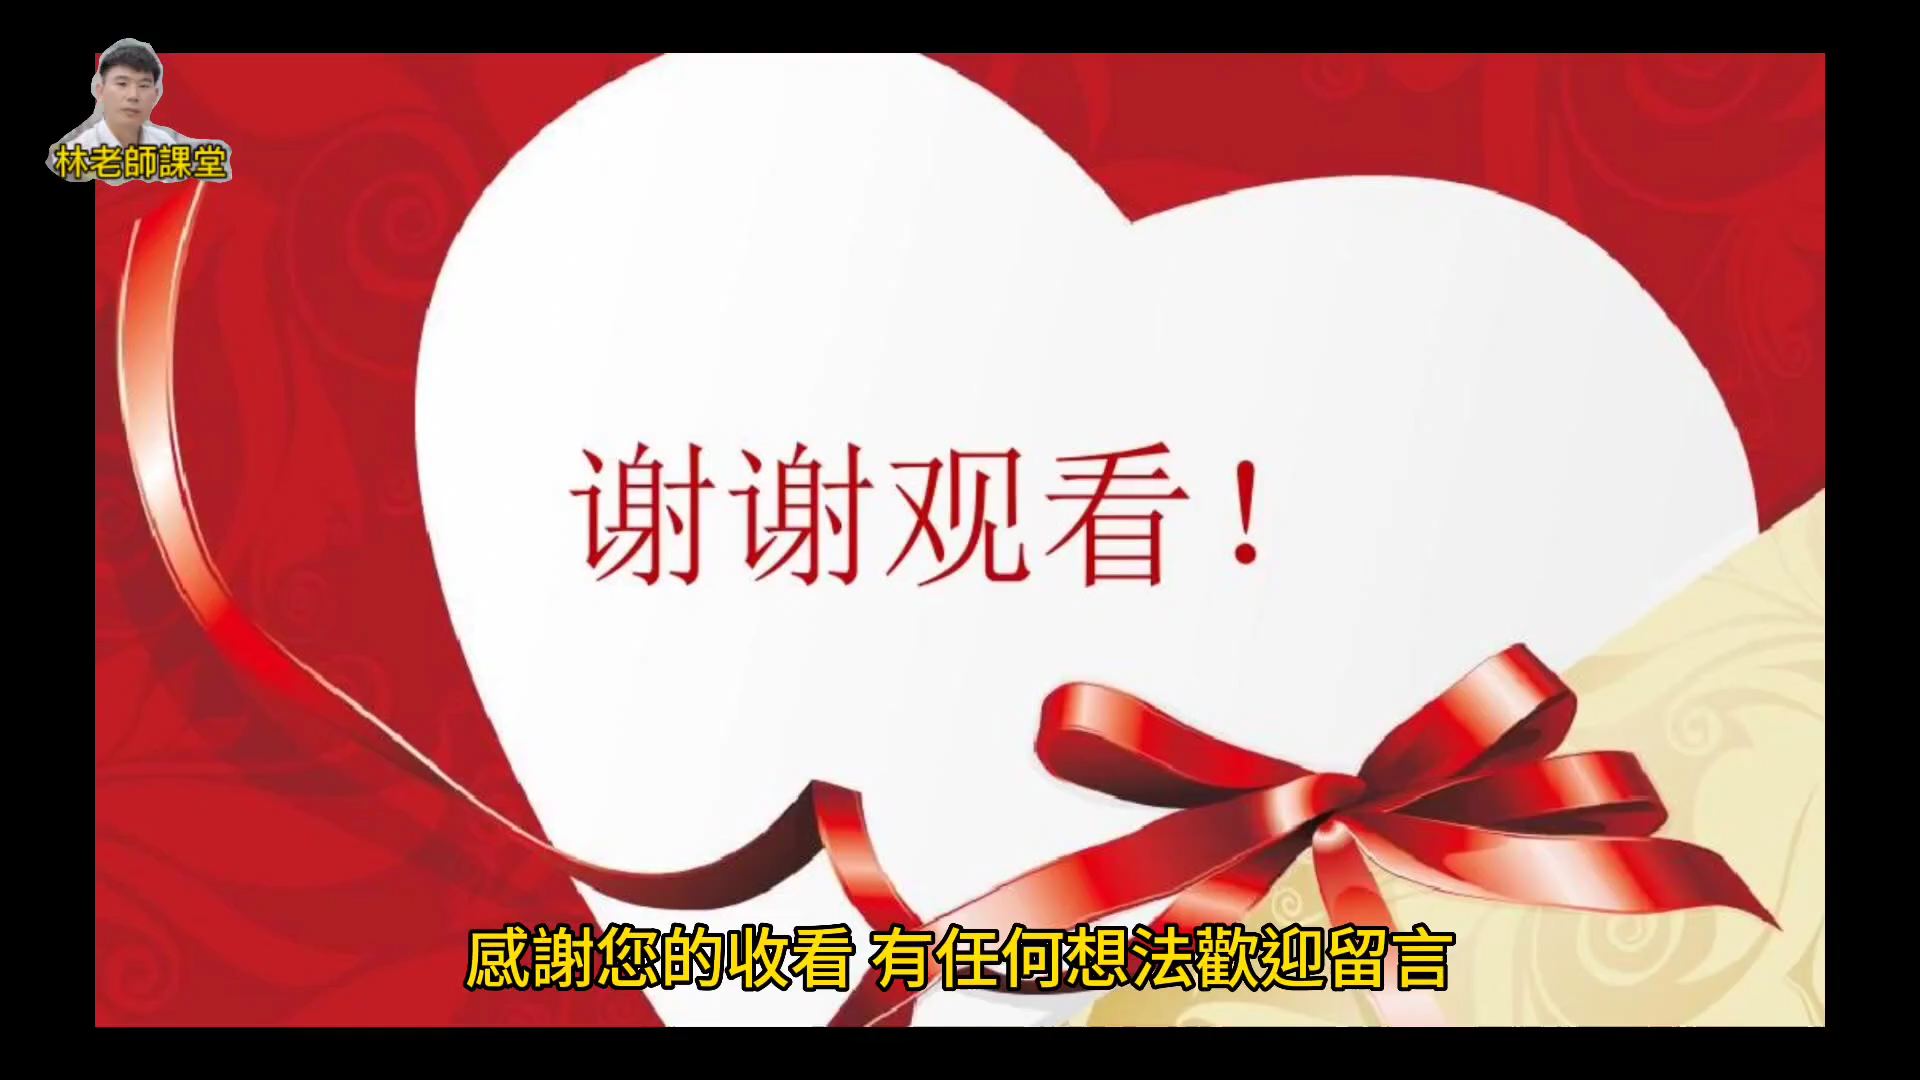 林老師課堂
谢谢观看！
感謝您的收看 有任何想法歡迎留言